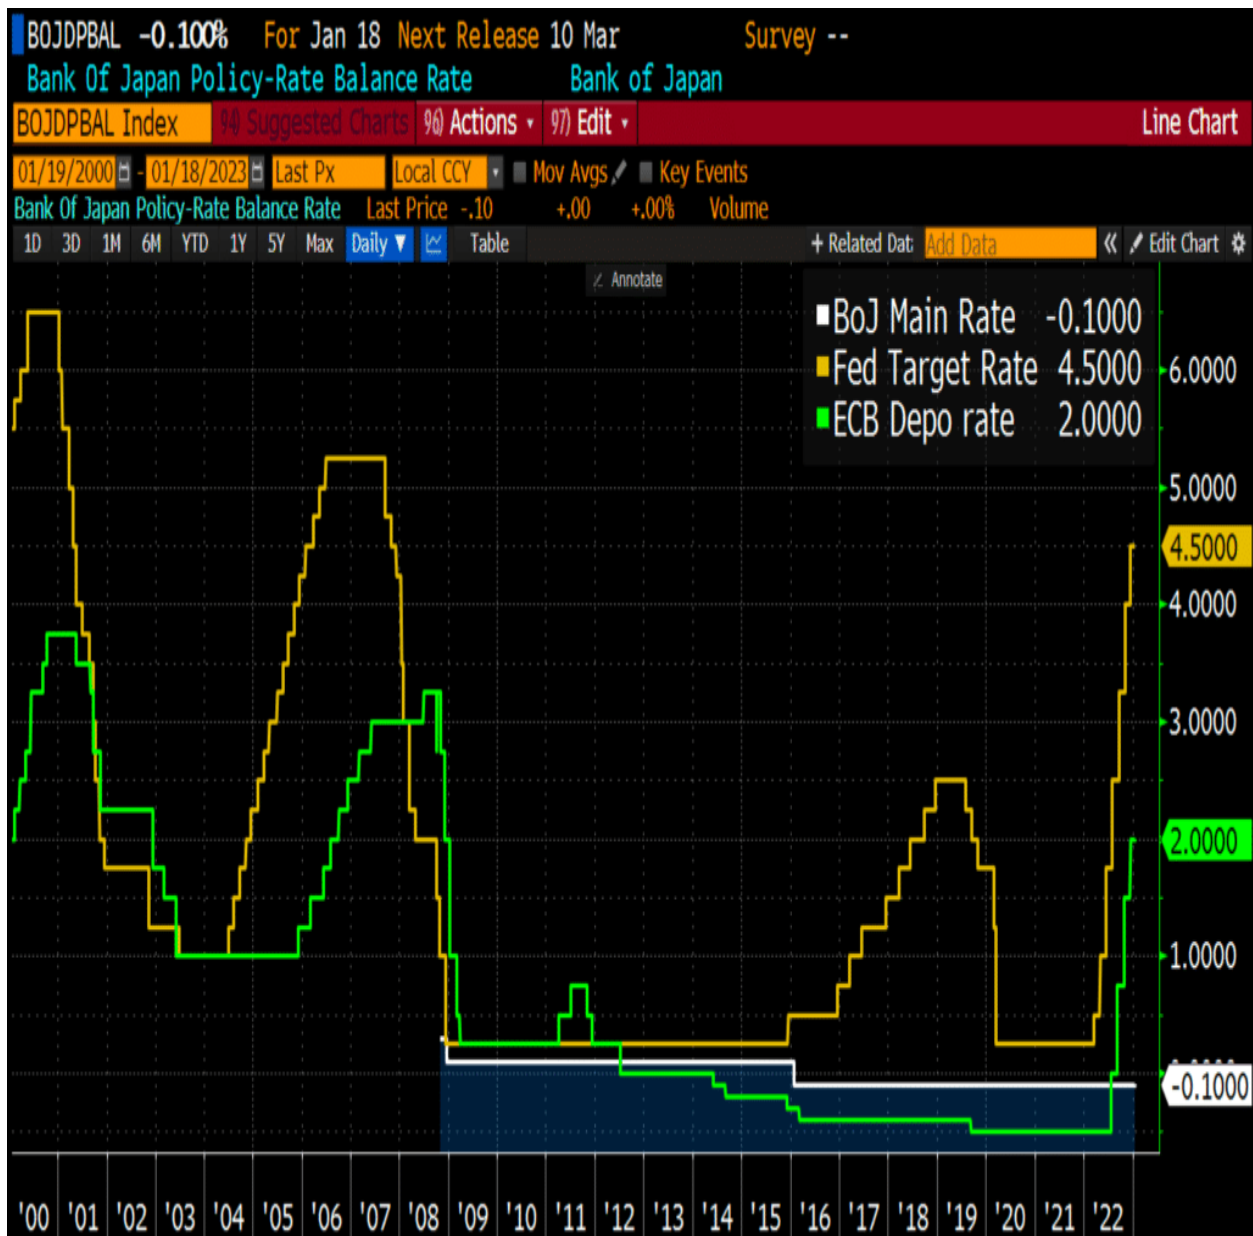 BOJDPBAL -0.100% For Jan 18 Next Release 10 Mar Survey --
Bank Of Japan Policy-Rate Balance Rate Bank of Japan
BOJDPBAL Index 94) Suggested Charts 96) Actions 97) Edit Line Chart
01/19/2000 - 01/18/2023 Last Px Local CCY Mov Avgs Key Events
Bank Of Japan Policy-Rate Balance Rate Last Price -.10 +.00 +.00% Volume
1D 3D 1M 6M YTD 1Y 5Y Max Daily ▼ Table + Related Dat Add Data « Edit Chart
Annotate
BoJ Main Rate -0.1000
Fed Target Rate 4.5000
ECB Depo rate 2.0000
6.0000
5.0000
4.5000
4.0000
3.0000
2.0000
1.0000
-0.1000
'00 '01 '02 '03 '04 '05 '06 '07 '08 '09 '10 '11 '12 '13 '14 '15 '16 '17 '18 '19 '20 '21 '22